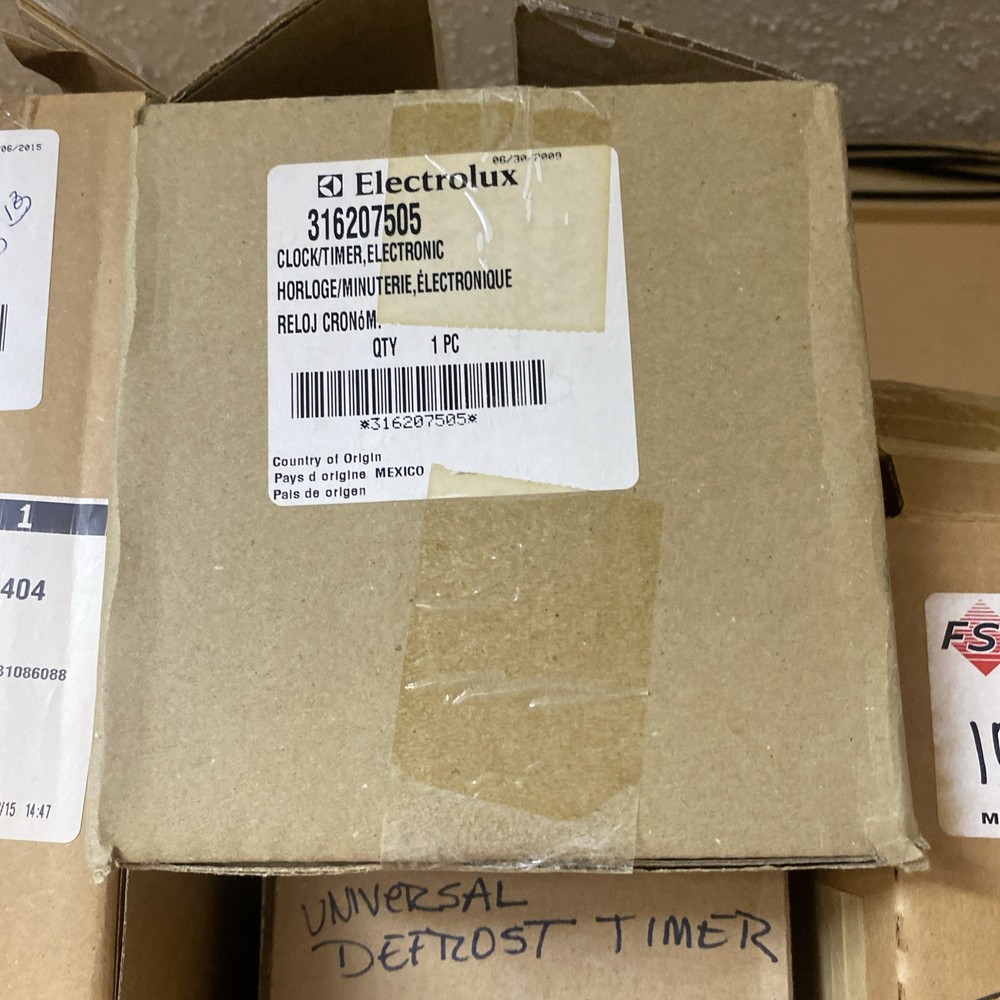 06/30/2009
Electrolux
316207505
CLOCK/TIMER,ELECTRONIC
HORLOGE/MINUTERIE,ÉLECTRONIQUE
RELOJ CRONóM.
QTY 1 PC
*316207505*
Country of Origin
Pays d origine MEXICO
Pais de origen
UNIVERSAL
DEFROST TIMER
06/2015
1
404
31086088
/15 14:47
FS
M